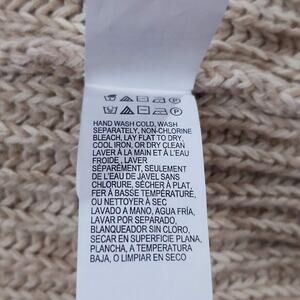 HAND WASH COLD, WASH
SEPARATELY, NON-CHLORINE
BLEACH, LAY FLAT TO DRY,
COOL IRON, OR DRY CLEAN
LAVER À LA MAIN ET À L'EAU
FROIDE, LAVER
SÉPARÉMENT, SEULEMENT
DE L'EAU DE JAVEL SANS
CHLORURE, SÉCHER À PLAT,
FER À BASSE TEMPÉRATURE,
OU NETTOYER À SEC
LAVADO A MANO, AGUA FRÍA,
LAVAR POR SEPARADO,
BLANQUEADOR SIN CLORO,
SECAR EN SUPERFICIE PLANA,
PLANCHA, A TEMPERATURA
BAJA, O LIMPIAR EN SECO